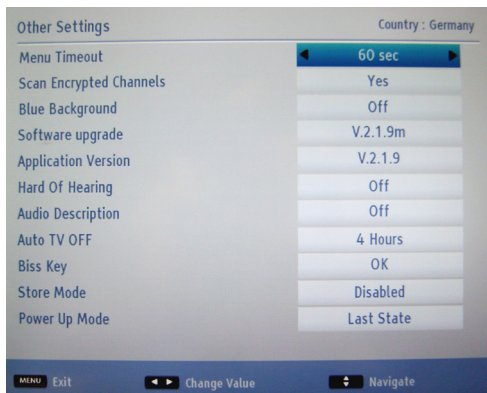 Other Settings Country : Germany
Menu Timeout 60 sec
Scan Encrypted Channels Yes
Blue Background Off
Software upgrade V.2.1.9m
Application Version V.2.1.9
Hard Of Hearing Off
Audio Description Off
Auto TV OFF 4 Hours
Biss Key OK
Store Mode Disabled
Power Up Mode Last State
MENU Exit Change Value Navigate